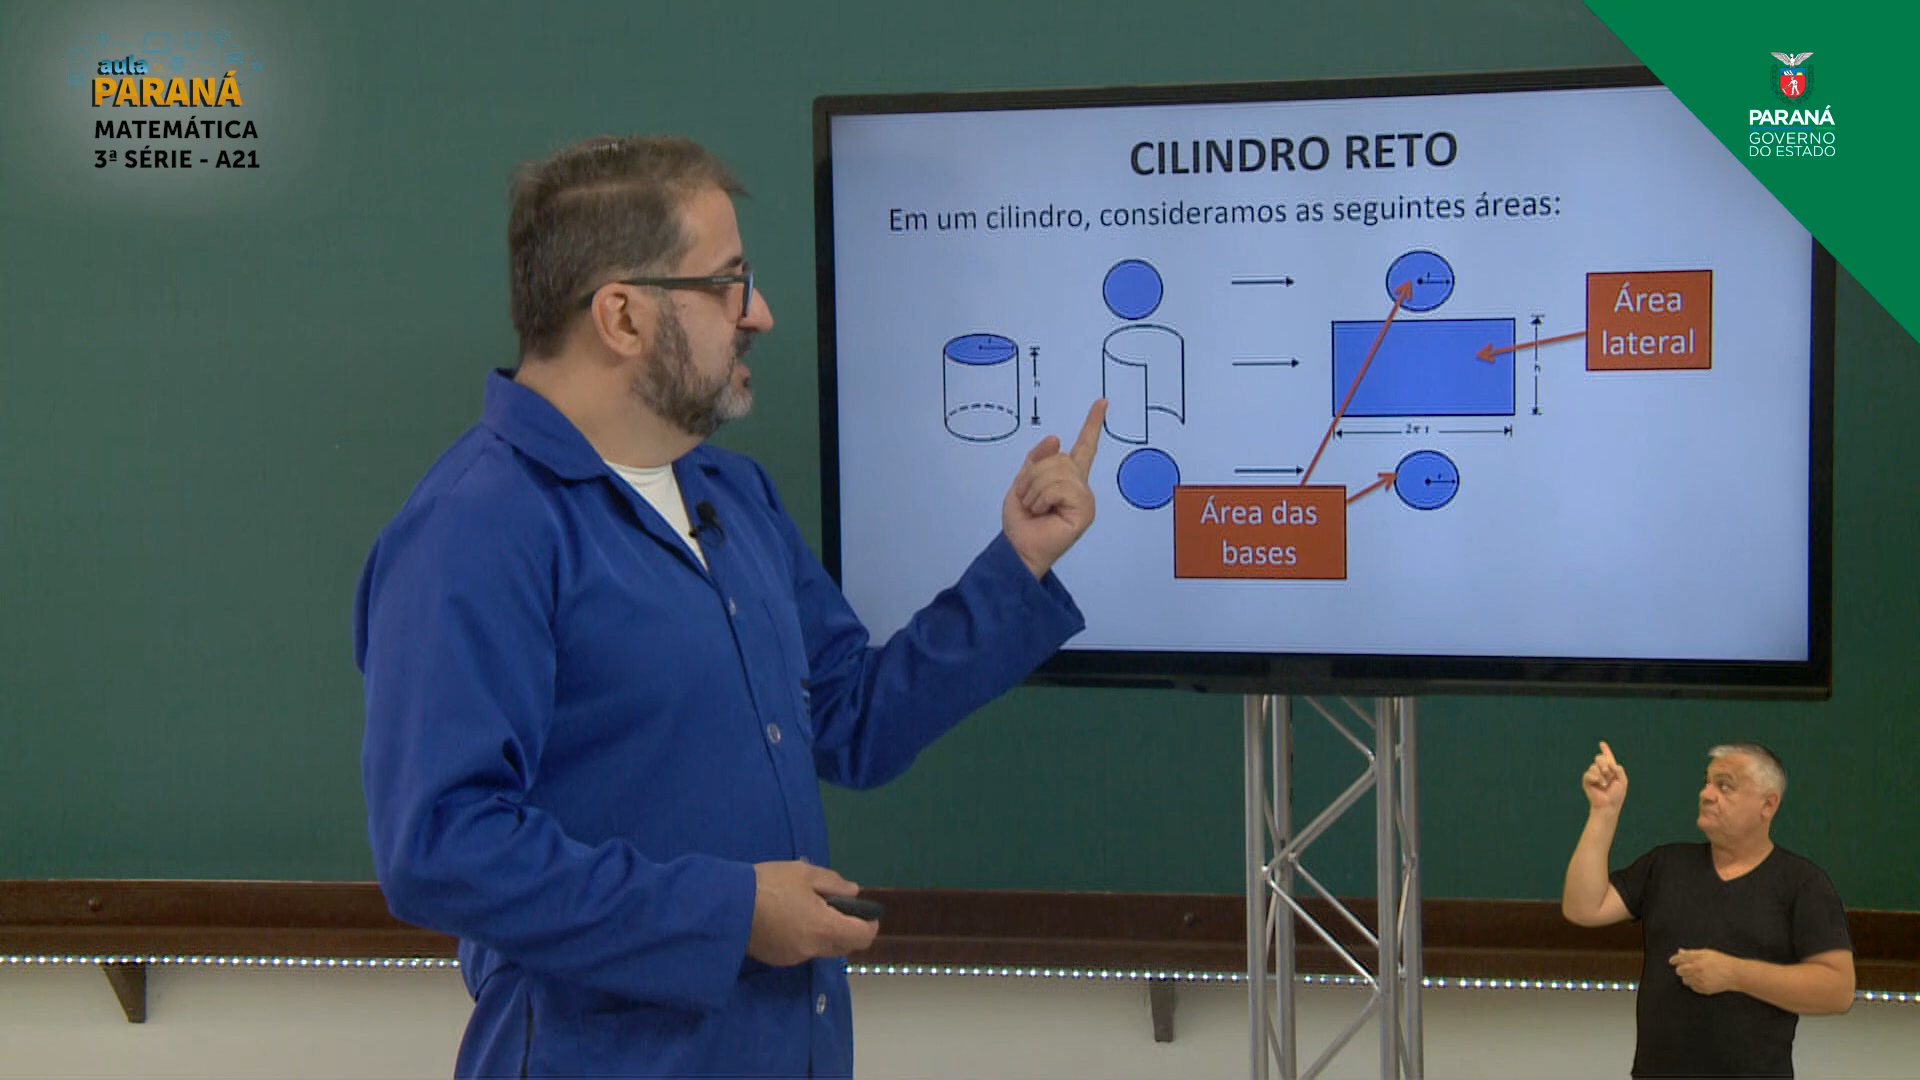 aula
PARANÁ
MATEMÁTICA
3ª SÉRIE - A21
PARANÁ
GOVERNO
DO ESTADO
CILINDRO RETO
Em um cilindro, consideramos as seguintes áreas:
r
h
r
h
2π r
r
Área
lateral
Área das
bases